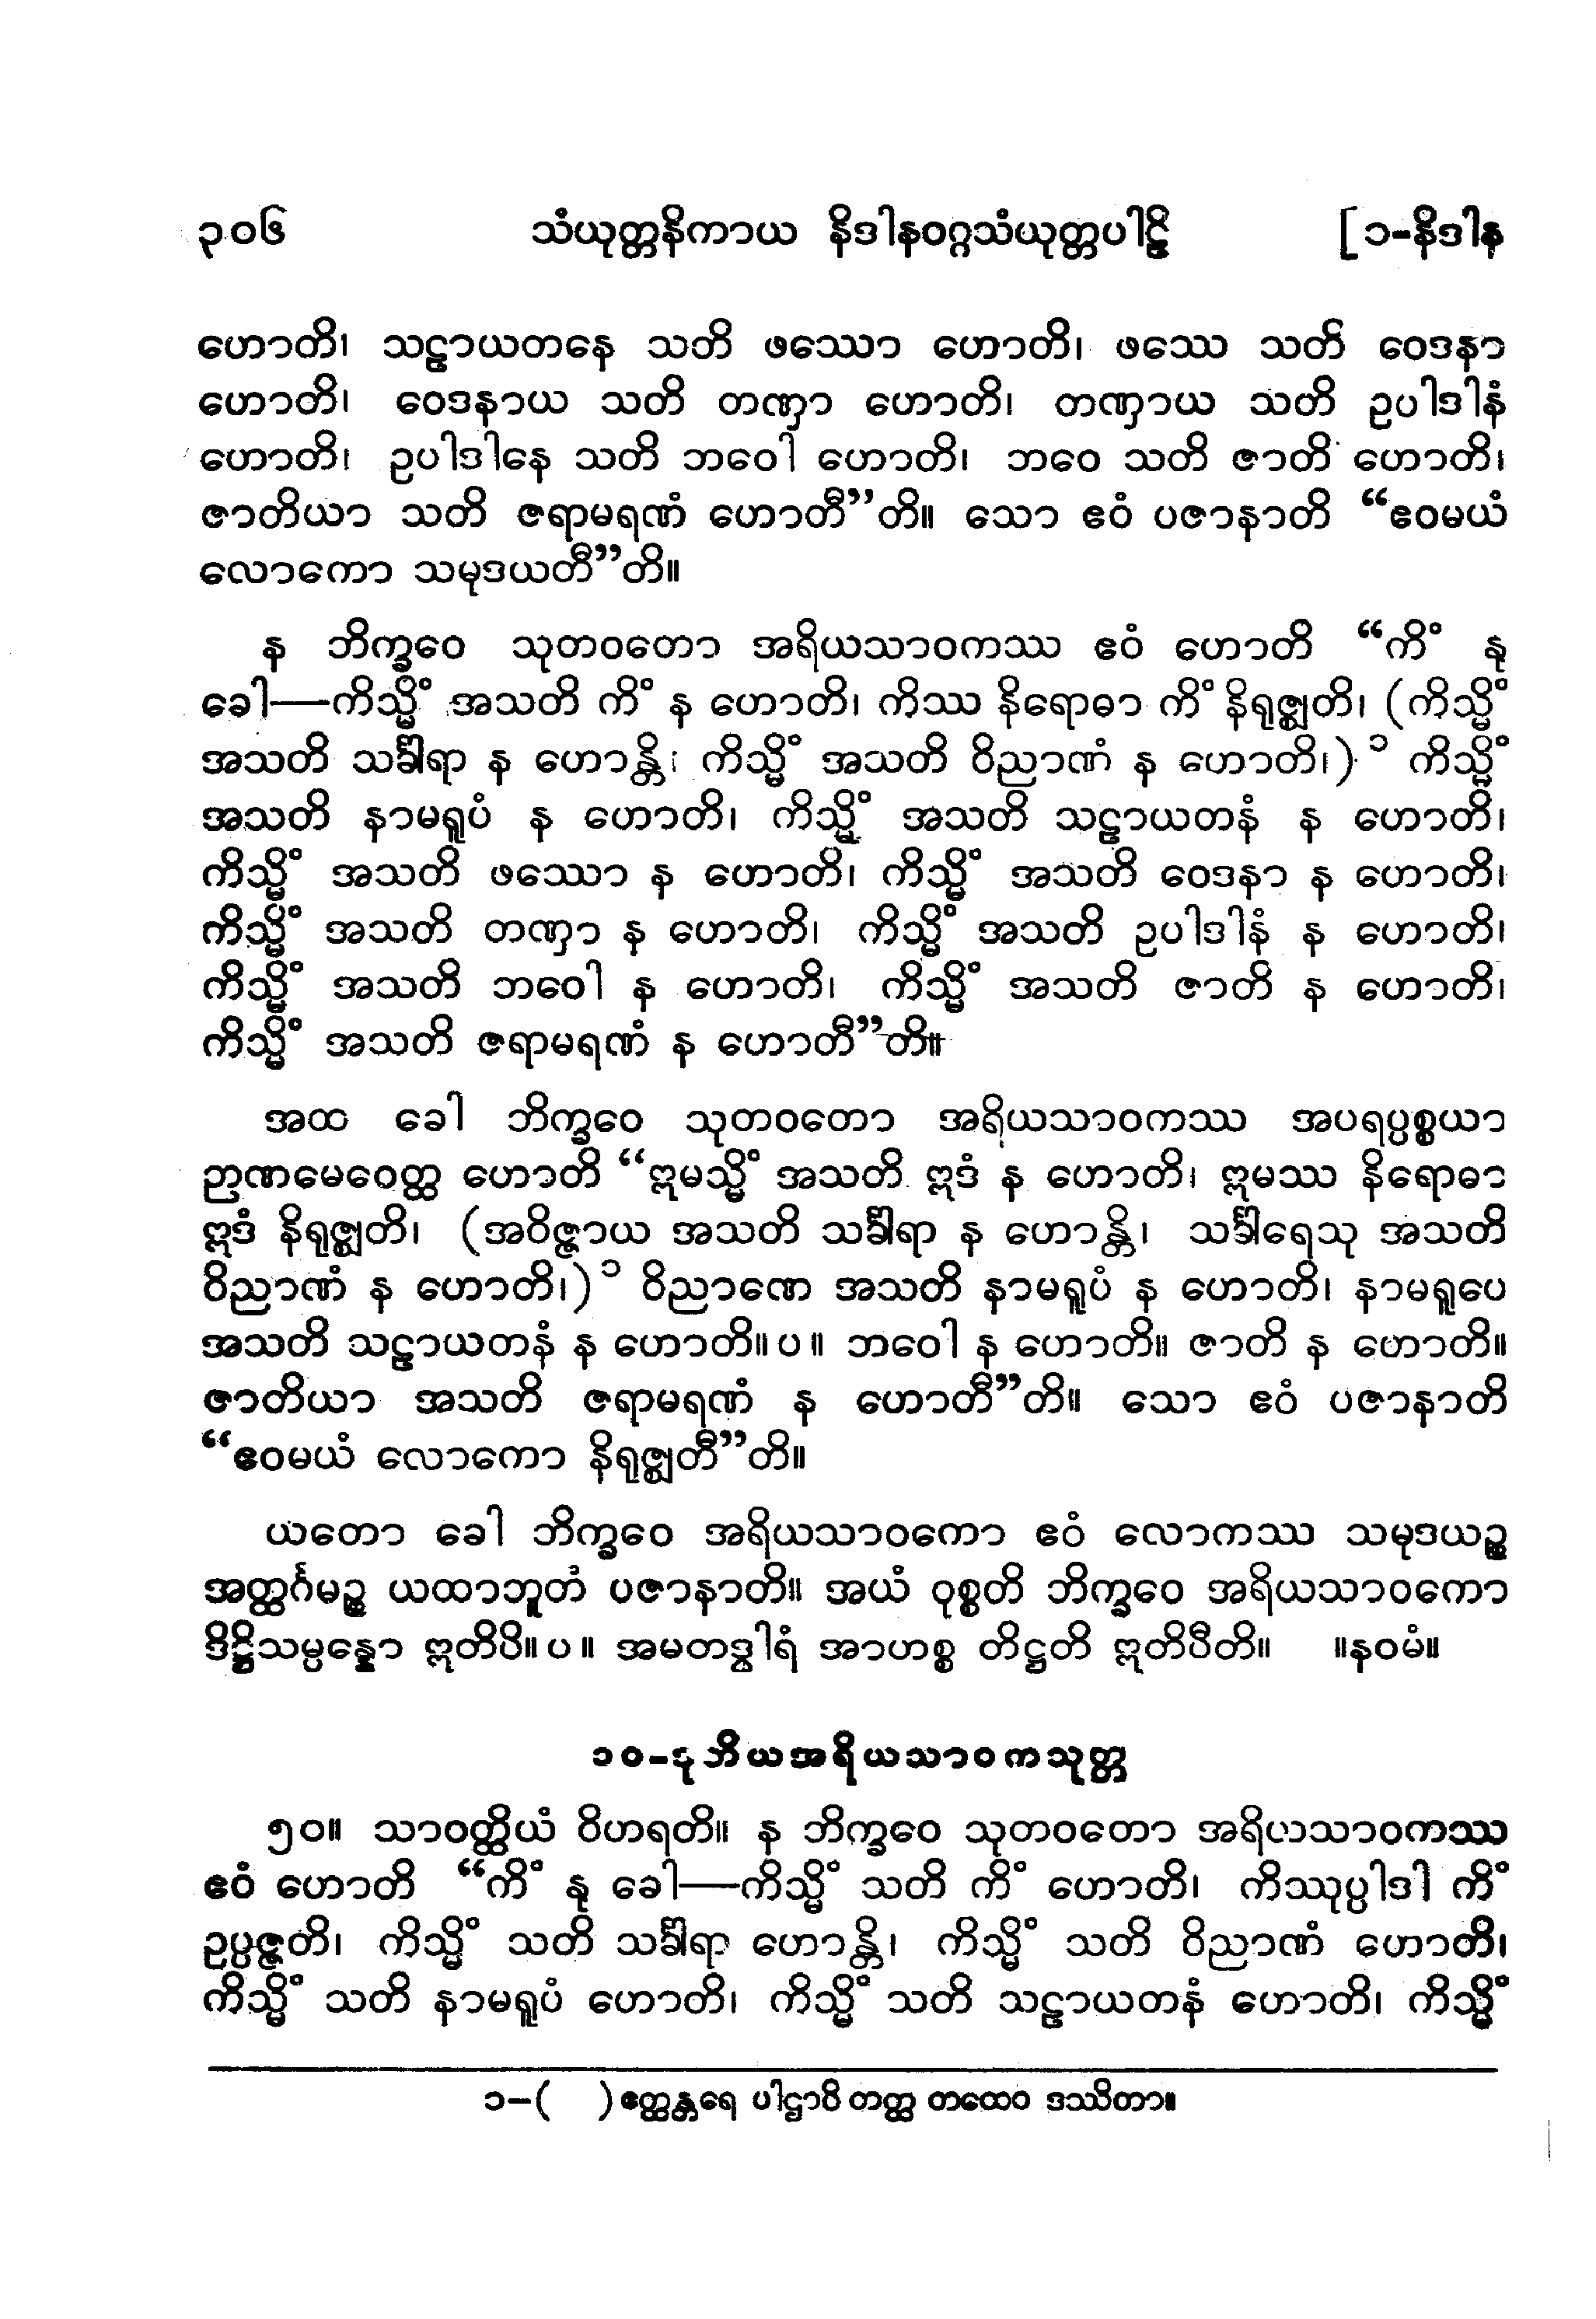 ၃၀၆ သံယုတ္တနိကာယ နိဒါနဝဂ္ဂသံယုတ္တပါဠိ [၁-နိဒါန
ဟောတိ၊ သဠာယတနေ သတိ ဖဿော ဟောတိ၊ ဖဿေ သတိ ဝေဒနာ
ဟောတိ၊ ဝေဒနာယ သတိ တဏှာ ဟောတိ၊ တဏှာယ သတိ ဥပါဒါနံ
ဟောတိ၊ ဥပါဒါနေ သတိ ဘဝေါ ဟောတိ၊ ဘဝေ သတိ ဇာတိ ဟောတိ၊
ဇာတိယာ သတိ ဇရာမရဏံ ဟောတီ”တိ။ သော ဧဝံ ပဇာနာတိ “ဧဝမယံ
လောကော သမုဒယတီ”တိ။
န ဘိက္ခဝေ သုတဝတော အရိယသာဝကဿ ဧဝံ ဟောတိ “ကိံ နု
ခေါ—ကိသ္မိံ အသတိ ကိံ န ဟောတိ၊ ကိဿ နိရောဓာ ကိံ နိရုဇ္ဈတိ၊ (ကိသ္မိံ
အသတိ သင်္ခါရာ န ဟောန္တိ၊ ကိသ္မိံ အသတိ ဝိညာဏံ န ဟောတိ၊)၁ ကိသ္မိံ
အသတိ နာမရူပံ န ဟောတိ၊ ကိသ္မိံ အသတိ သဠာယတနံ န ဟောတိ၊
ကိသ္မိံ အသတိ ဖဿော န ဟောတိ၊ ကိသ္မိံ အသတိ ဝေဒနာ န ဟောတိ၊
ကိသ္မိံ အသတိ တဏှာ န ဟောတိ၊ ကိသ္မိံ အသတိ ဥပါဒါနံ န ဟောတိ၊
ကိသ္မိံ အသတိ ဘဝေါ န ဟောတိ၊ ကိသ္မိံ အသတိ ဇာတိ န ဟောတိ၊
ကိသ္မိံ အသတိ ဇရာမရဏံ န ဟောတီ”တိ။
အထ ခေါ ဘိက္ခဝေ သုတဝတော အရိယသာဝကဿ အပရပ္ပစ္စယာ
ဉာဏမေဝေတ္ထ ဟောတိ “ဣမသ္မိံ အသတိ ဣဒံ န ဟောတိ၊ ဣမဿ နိရောဓာ
ဣဒံ နိရုဇ္ဈတိ၊ (အဝိဇ္ဇာယ အသတိ သင်္ခါရာ န ဟောန္တိ၊ သင်္ခါရေသု အသတိ
ဝိညာဏံ န ဟောတိ၊)၁ ဝိညာဏေ အသတိ နာမရူပံ န ဟောတိ၊ နာမရူပေ
အသတိ သဠာယတနံ န ဟောတိ။ပ။ ဘဝေါ န ဟောတိ။ ဇာတိ န ဟောတိ။
ဇာတိယာ အသတိ ဇရာမရဏံ န ဟောတီ”တိ။ သော ဧဝံ ပဇာနာတိ
“ဧဝမယံ လောကော နိရုဇ္ဈတီ”တိ။
ယတော ခေါ ဘိက္ခဝေ အရိယသာဝကော ဧဝံ လောကဿ သမုဒယဉ္စ
အတ္ထင်္ဂမဉ္စ ယထာဘူတံ ပဇာနာတိ။ အယံ ဝုစ္စတိ ဘိက္ခဝေ အရိယသာဝကော
ဒိဋ္ဌိသမ္ပန္နော ဣတိပိ။ပ။ အမတဒွါရံ အာဟစ္စ တိဋ္ဌတိ ဣတိပီတိ။ ။နဝမံ။
၁၀-ဒုတိယအရိယသာဝကသုတ္တ
၅၀။ သာဝတ္ထိယံ ဝိဟရတိ။ န ဘိက္ခဝေ သုတဝတော အရိယသာဝကဿ
ဧဝံ ဟောတိ “ကိံ နု ခေါ—ကိသ္မိံ သတိ ကိံ ဟောတိ၊ ကိဿုပ္ပါဒါ ကိံ
ဥပ္ပဇ္ဇတိ၊ ကိသ္မိံ သတိ သင်္ခါရာ ဟောန္တိ၊ ကိသ္မိံ သတိ ဝိညာဏံ ဟောတိ၊
ကိသ္မိံ သတိ နာမရူပံ ဟောတိ၊ ကိသ္မိံ သတိ သဠာယတနံ ဟောတိ၊ ကိသ္မိံ
၁-( ) ဧတ္ထန္တရေ ပါဌာပိ တတ္ထ တထေဝ ဒဿိတာ။